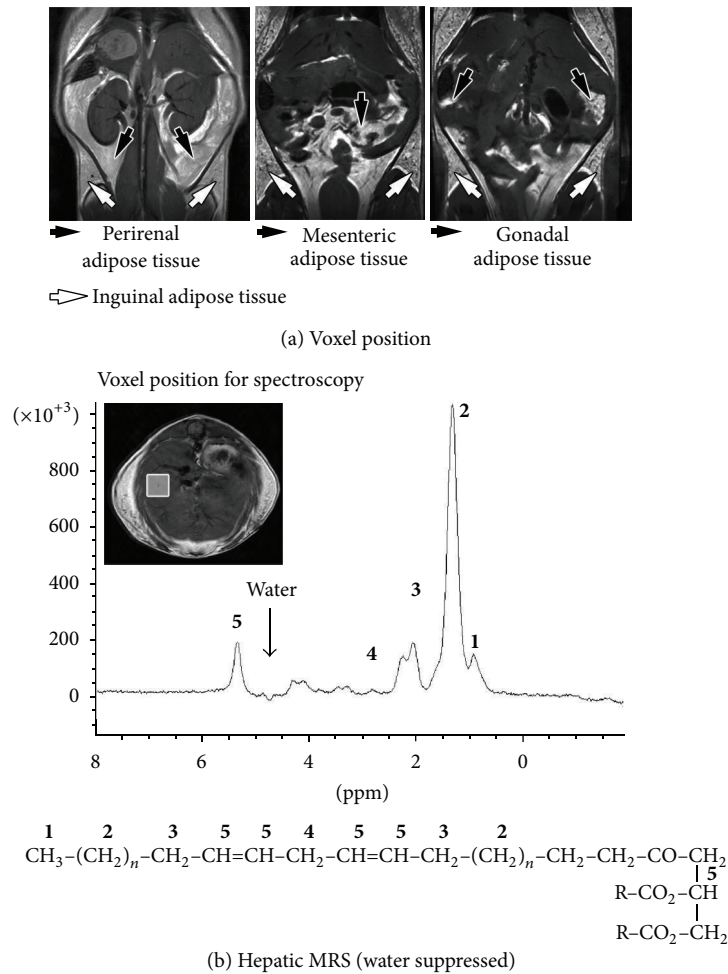 Perirenal adipose tissue
Mesenteric adipose tissue
Gonadal adipose tissue
Inguinal adipose tissue
(a) Voxel position
Voxel position for spectroscopy
(×10⁺³)
800
600
400
200
0
2
Water
3
5
4
1
8 6 4 2 0
(ppm)
1 2 3 5 5 4 5 5 3 2
CH₃–(CH₂)ₙ–CH₂–CH=CH–CH₂–CH=CH–CH₂–(CH₂)ₙ–CH₂–CH₂–CO–CH₂
5
R–CO₂–CH
R–CO₂–CH₂
(b) Hepatic MRS (water suppressed)